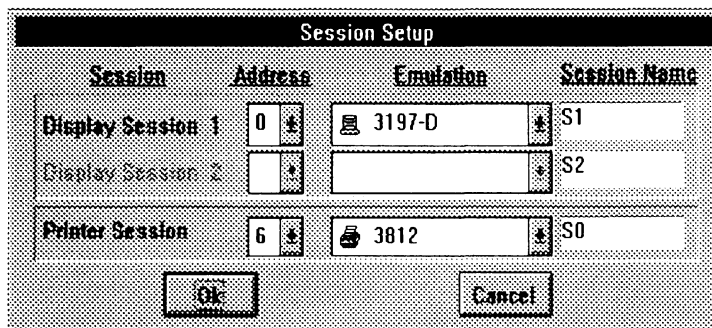 Session Setup
Session Address Emulation Session Name
Display Session 1 0 3197-D S1
Display Session 2 S2
Printer Session 6 3812 S0
Ok Cancel